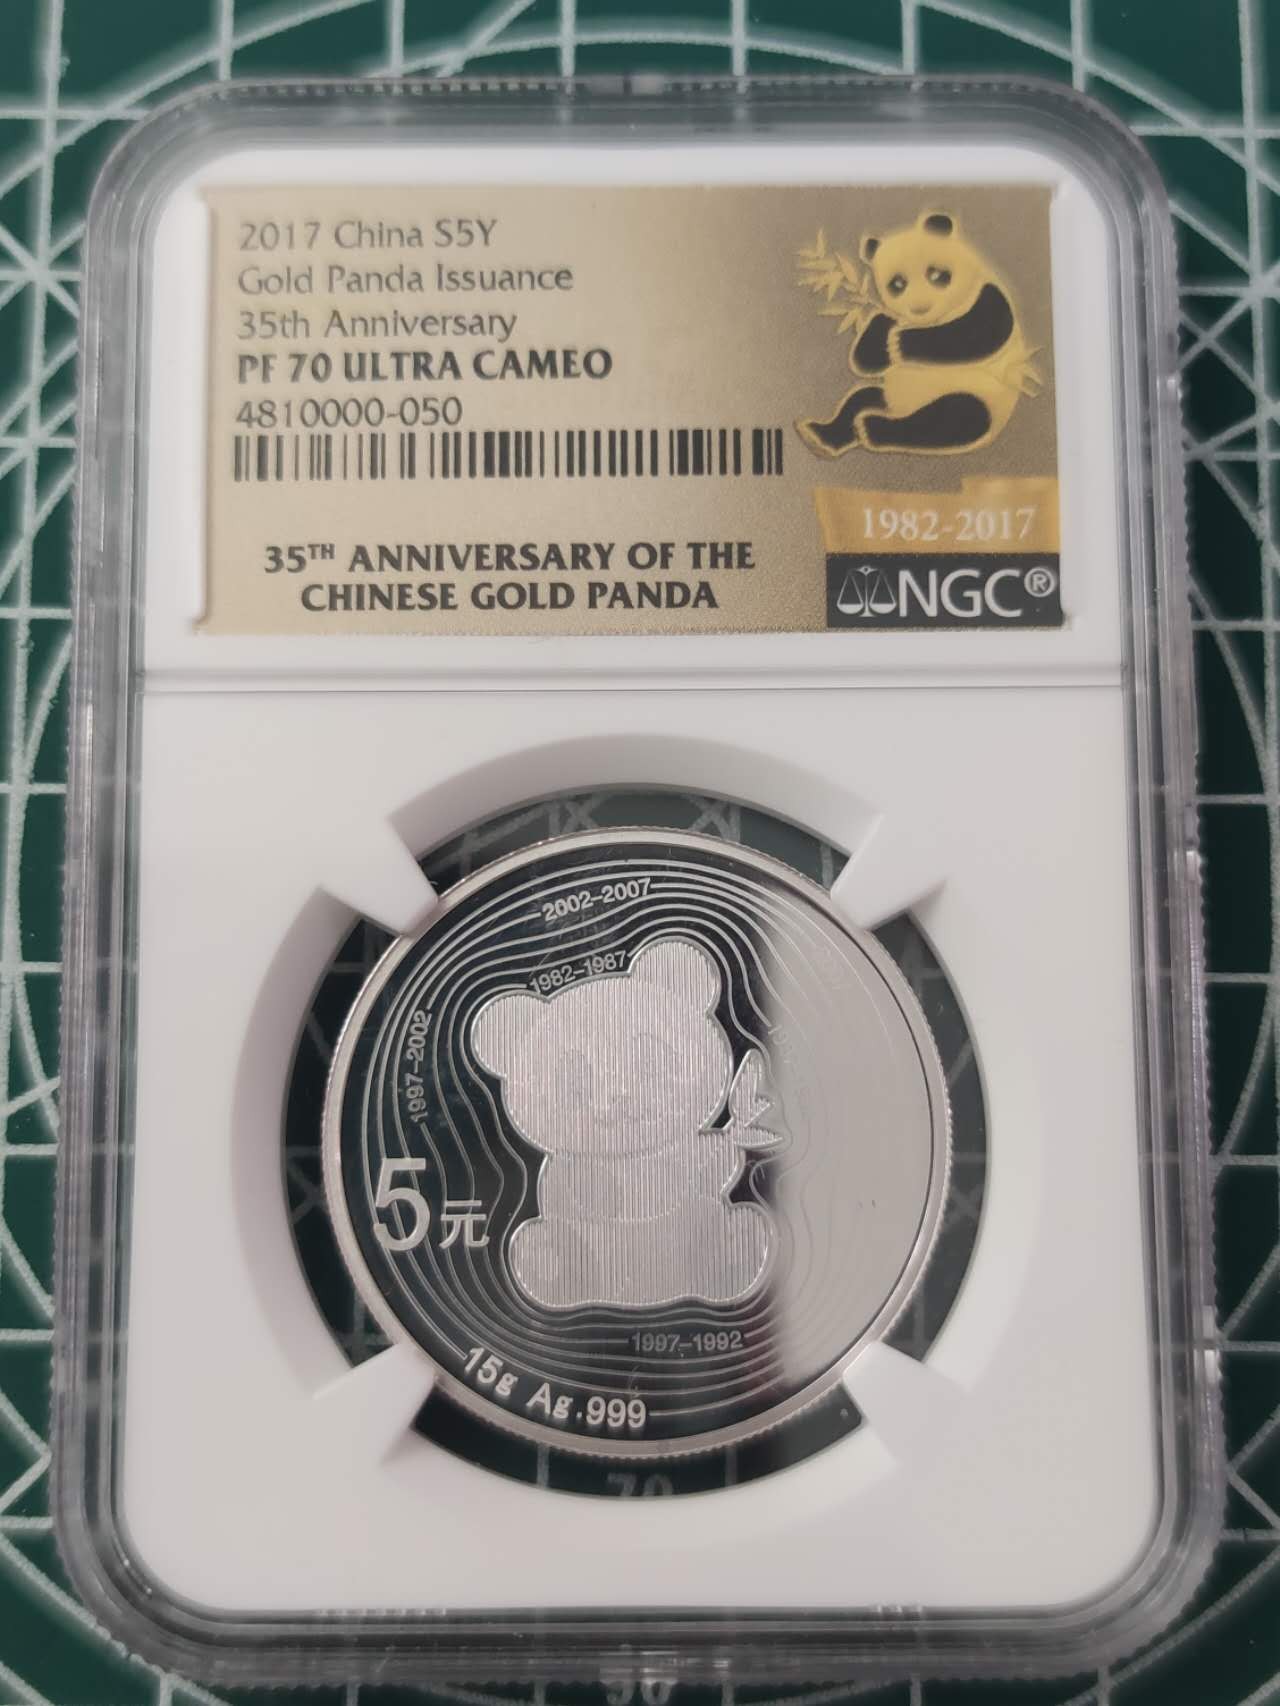 2017 China S5Y
Gold Panda Issuance
35th Anniversary
PF 70 ULTRA CAMEO
4810000-050
35TH ANNIVERSARY OF THE
CHINESE GOLD PANDA
1982-2017
NGC®
2002-2007
1982-1987
1997-2002
5元
1997-1992
15g Ag.999
70